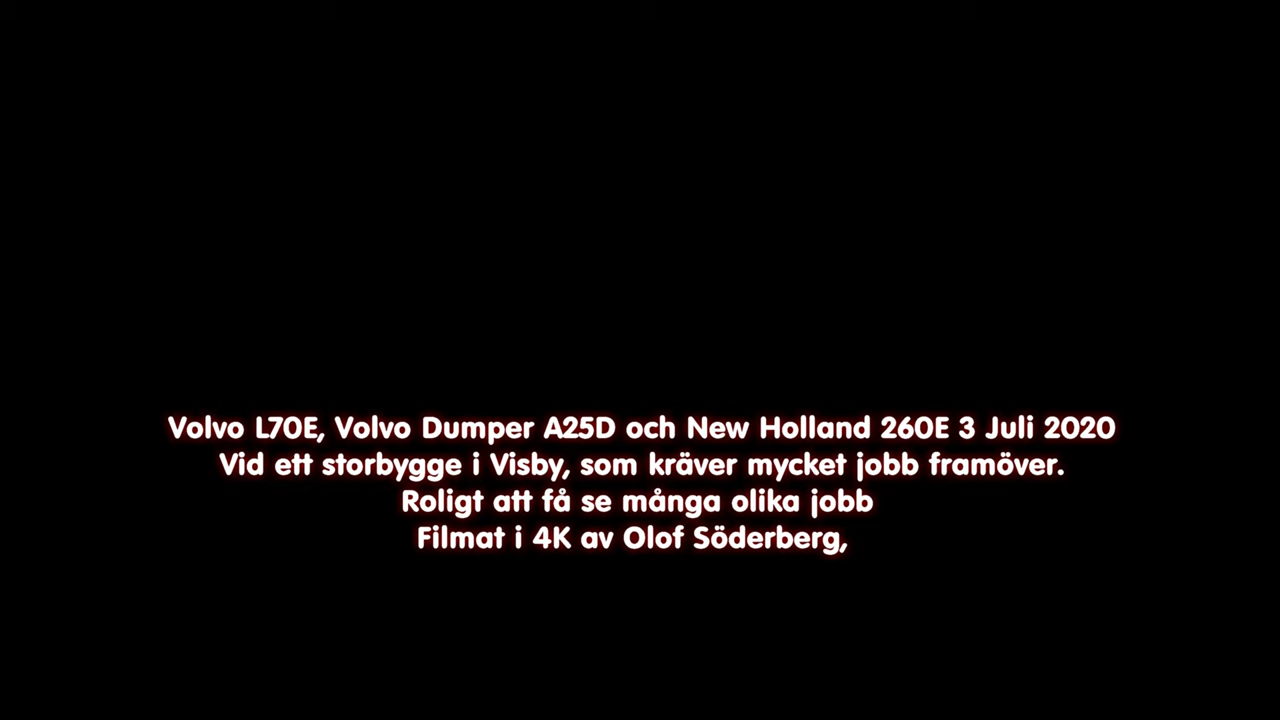 Volvo L70E, Volvo Dumper A25D och New Holland 260E 3 Juli 2020
Vid ett storbygge i Visby, som kräver mycket jobb framöver.
Roligt att få se många olika jobb
Filmat i 4K av Olof Söderberg,